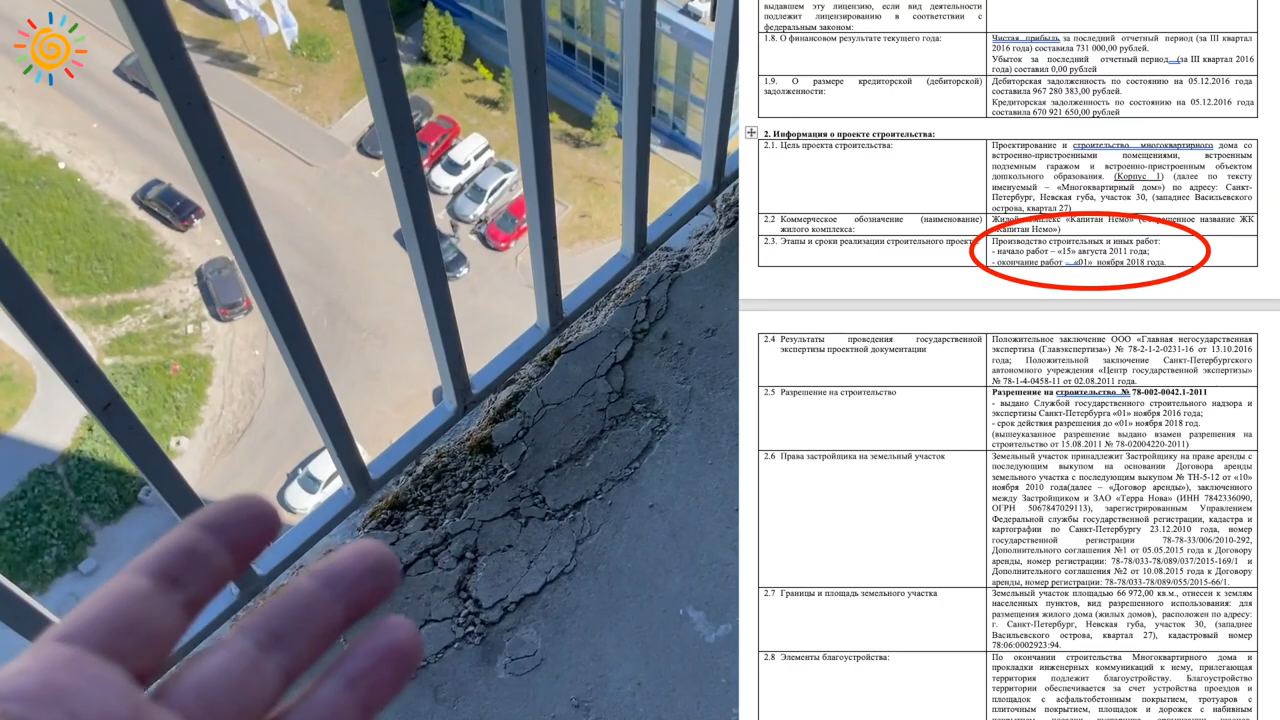 выдавшем эту лицензию, если вид деятельности
подлежит лицензированию в соответствии с
федеральным законом:
1.8. О финансовом результате текущего года:
Чистая прибыль за последний отчетный период (за III квартал
2016 года) составила 731 000,00 рублей.
Убыток за последний отчетный период (за III квартал 2016
года) составил 0,00 рублей
1.9. О размере кредиторской (дебиторской)
задолженности:
Дебиторская задолженность по состоянию на 05.12.2016 года
составила 967 280 383,00 рублей.
Кредиторская задолженность по состоянию на 05.12.2016 года
составила 670 921 650,00 рублей
2. Информация о проекте строительства:
2.1. Цель проекта строительства:
Проектирование и строительство многоквартирного дома со
встроенно-пристроенными помещениями, встроенным
подземным гаражом и встроенно-пристроенным объектом
дошкольного образования. (Корпус 1) (далее по тексту
именуемый – «Многоквартирный дом») по адресу: Санкт-
Петербург, Невская губа, участок 30, (западнее Васильевского
острова, квартал 27)
2.2 Коммерческое обозначение (наименование)
жилого комплекса:
Жилой комплекс «Капитан Немо» (Сокращенное название ЖК
«Капитан Немо»)
2.3. Этапы и сроки реализации строительного проекта
Производство строительных и иных работ:
- начало работ – «15» августа 2011 года;
- окончание работ – «01» ноября 2018 года.
2.4 Результаты проведения государственной
экспертизы проектной документации
Положительное заключение ООО «Главная негосударственная
экспертиза (Главэкспертиза») № 78-2-1-2-0231-16 от 13.10.2016
года; Положительной заключение Санкт-Петербургского
автономного учреждения «Центр государственной экспертизы»
№ 78-1-4-0458-11 от 02.08.2011 года.
2.5 Разрешение на строительство
Разрешение на строительство № 78-002-0042.1-2011
- выдано Службой государственного строительного надзора и
экспертизы Санкт-Петербурга «01» ноября 2016 года;
- срок действия разрешения до «01» ноября 2018 год.
(вышеуказанное разрешение выдано взамен разрешения на
строительство от 15.08.2011 № 78-02004220-2011)
2.6 Права застройщика на земельный участок
Земельный участок принадлежит Застройщику на праве аренды с
последующим выкупом на основании Договора аренды
земельного участка с последующим выкупом № ТН-5-12 от «10»
ноября 2010 года(далее – «Договор аренды»), заключенного
между Застройщиком и ЗАО «Терра Нова» (ИНН 7842336090,
ОГРН 5067847029113), зарегистрированным Управлением
Федеральной службы государственной регистрации, кадастра и
картографии по Санкт-Петербургу 23.12.2010 года, номер
государственной регистрации 78-78-33/006/2010-292,
Дополнительного соглашения №1 от 05.05.2015 года к Договору
аренды, номер регистрации: 78-78/033-78/089/037/2015-169/1 и
Дополнительного соглашения №2 от 10.08.2015 года к Договору
аренды, номер регистрации: 78-78/033-78/089/055/2015-66/1.
2.7 Границы и площадь земельного участка
Земельный участок площадью 66 972,00 кв.м., отнесен к землям
населенных пунктов, вид разрешенного использования: для
размещения жилого дома (жилых домов), расположен по адресу:
г. Санкт-Петербург, Невская губа, участок 30, (западнее
Васильевского острова, квартал 27), кадастровый номер
78:06:0002923:94.
2.8 Элементы благоустройства:
По окончании строительства Многоквартирного дома и
прокладки инженерных коммуникаций к нему, прилегающая
территория подлежит благоустройству. Благоустройство
территории обеспечивается за счет устройства проездов и
площадок с асфальтобетонным покрытием, тротуаров с
плиточным покрытием, площадок и дорожек с набивным